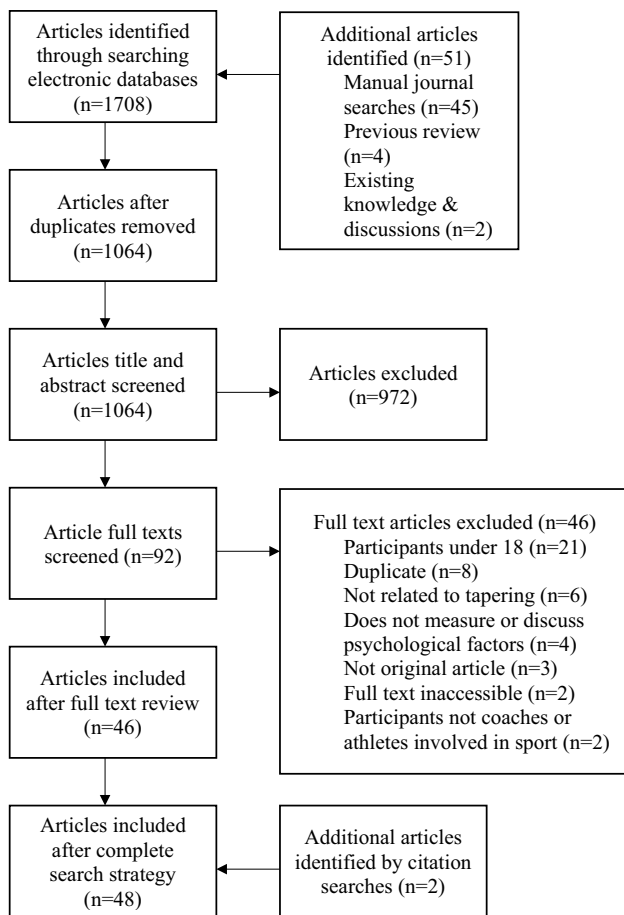 Articles identified
through searching
electronic databases
(n=1708)
Additional articles
identified (n=51)
Manual journal
searches (n=45)
Previous review
(n=4)
Existing
knowledge &
discussions (n=2)
Articles after
duplicates removed
(n=1064)
Articles title and
abstract screened
(n=1064)
Articles excluded
(n=972)
Article full texts
screened (n=92)
Full text articles excluded (n=46)
Participants under 18 (n=21)
Duplicate (n=8)
Not related to tapering (n=6)
Does not measure or discuss
psychological factors (n=4)
Not original article (n=3)
Full text inaccessible (n=2)
Participants not coaches or
athletes involved in sport (n=2)
Articles included
after full text review
(n=46)
Articles included
after complete
search strategy
(n=48)
Additional articles
identified by citation
searches (n=2)